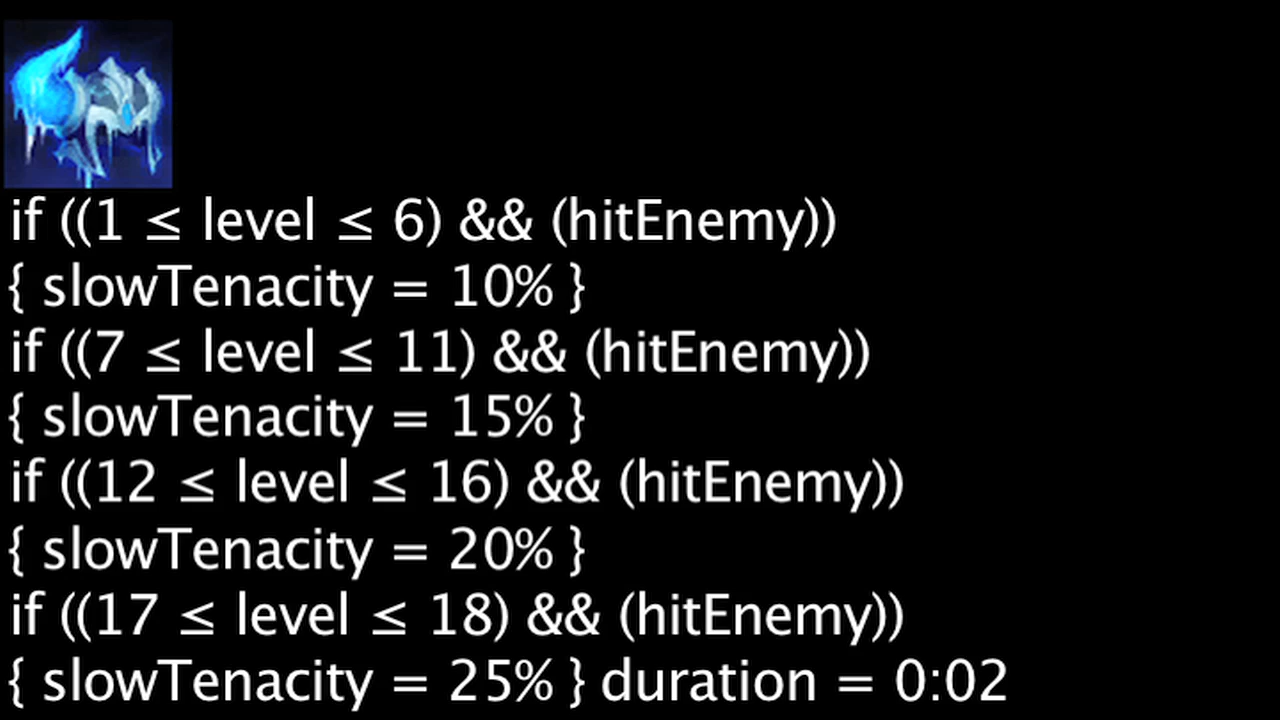 if ((1 ≤ level ≤ 6) && (hitEnemy))
{ slowTenacity = 10% }
if ((7 ≤ level ≤ 11) && (hitEnemy))
{ slowTenacity = 15% }
if ((12 ≤ level ≤ 16) && (hitEnemy))
{ slowTenacity = 20% }
if ((17 ≤ level ≤ 18) && (hitEnemy))
{ slowTenacity = 25% } duration = 0:02